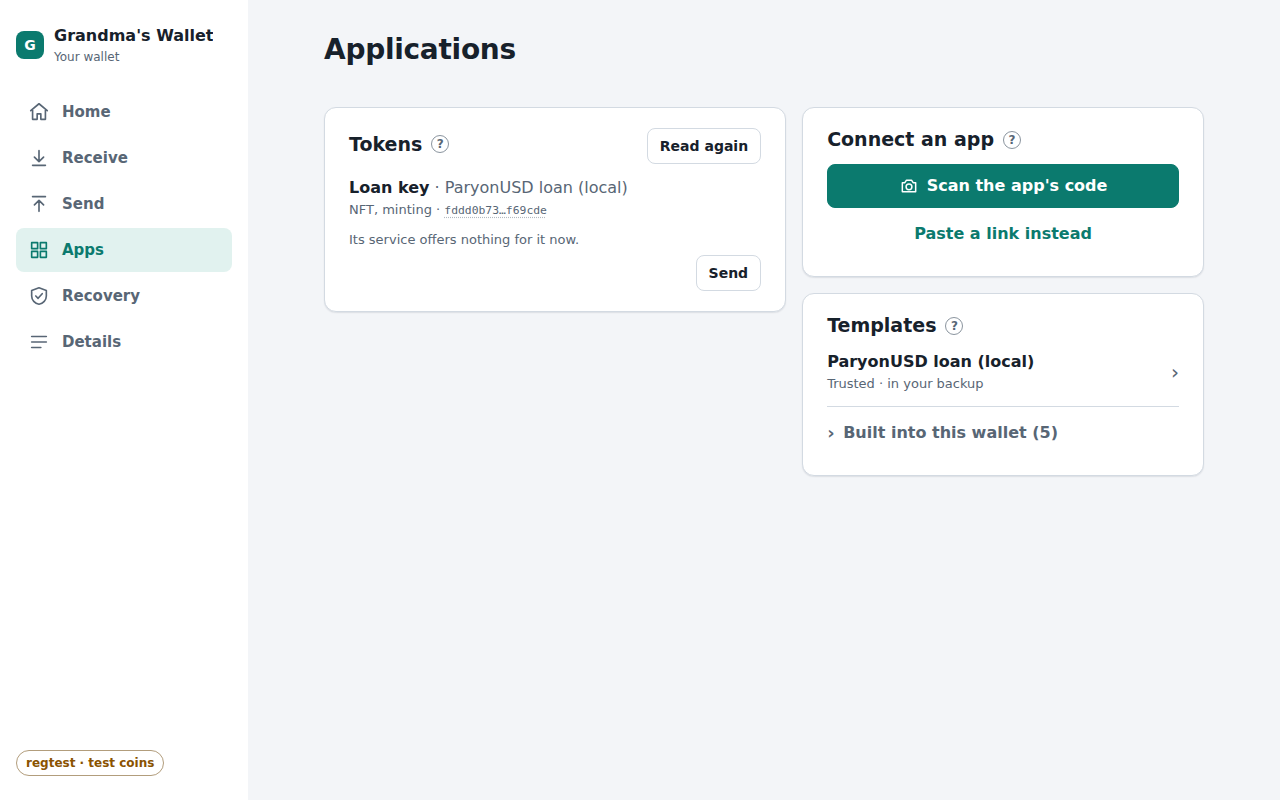 G
Grandma's Wallet
Your wallet
Home
Receive
Send
Apps
Recovery
Details
regtest · test coins
Applications
Tokens ?
Read again
Loan key · ParyonUSD loan (local)
NFT, minting · fddd0b73…f69cde
Its service offers nothing for it now.
Send
Connect an app ?
Scan the app's code
Paste a link instead
Templates ?
ParyonUSD loan (local)
Trusted · in your backup
›
› Built into this wallet (5)